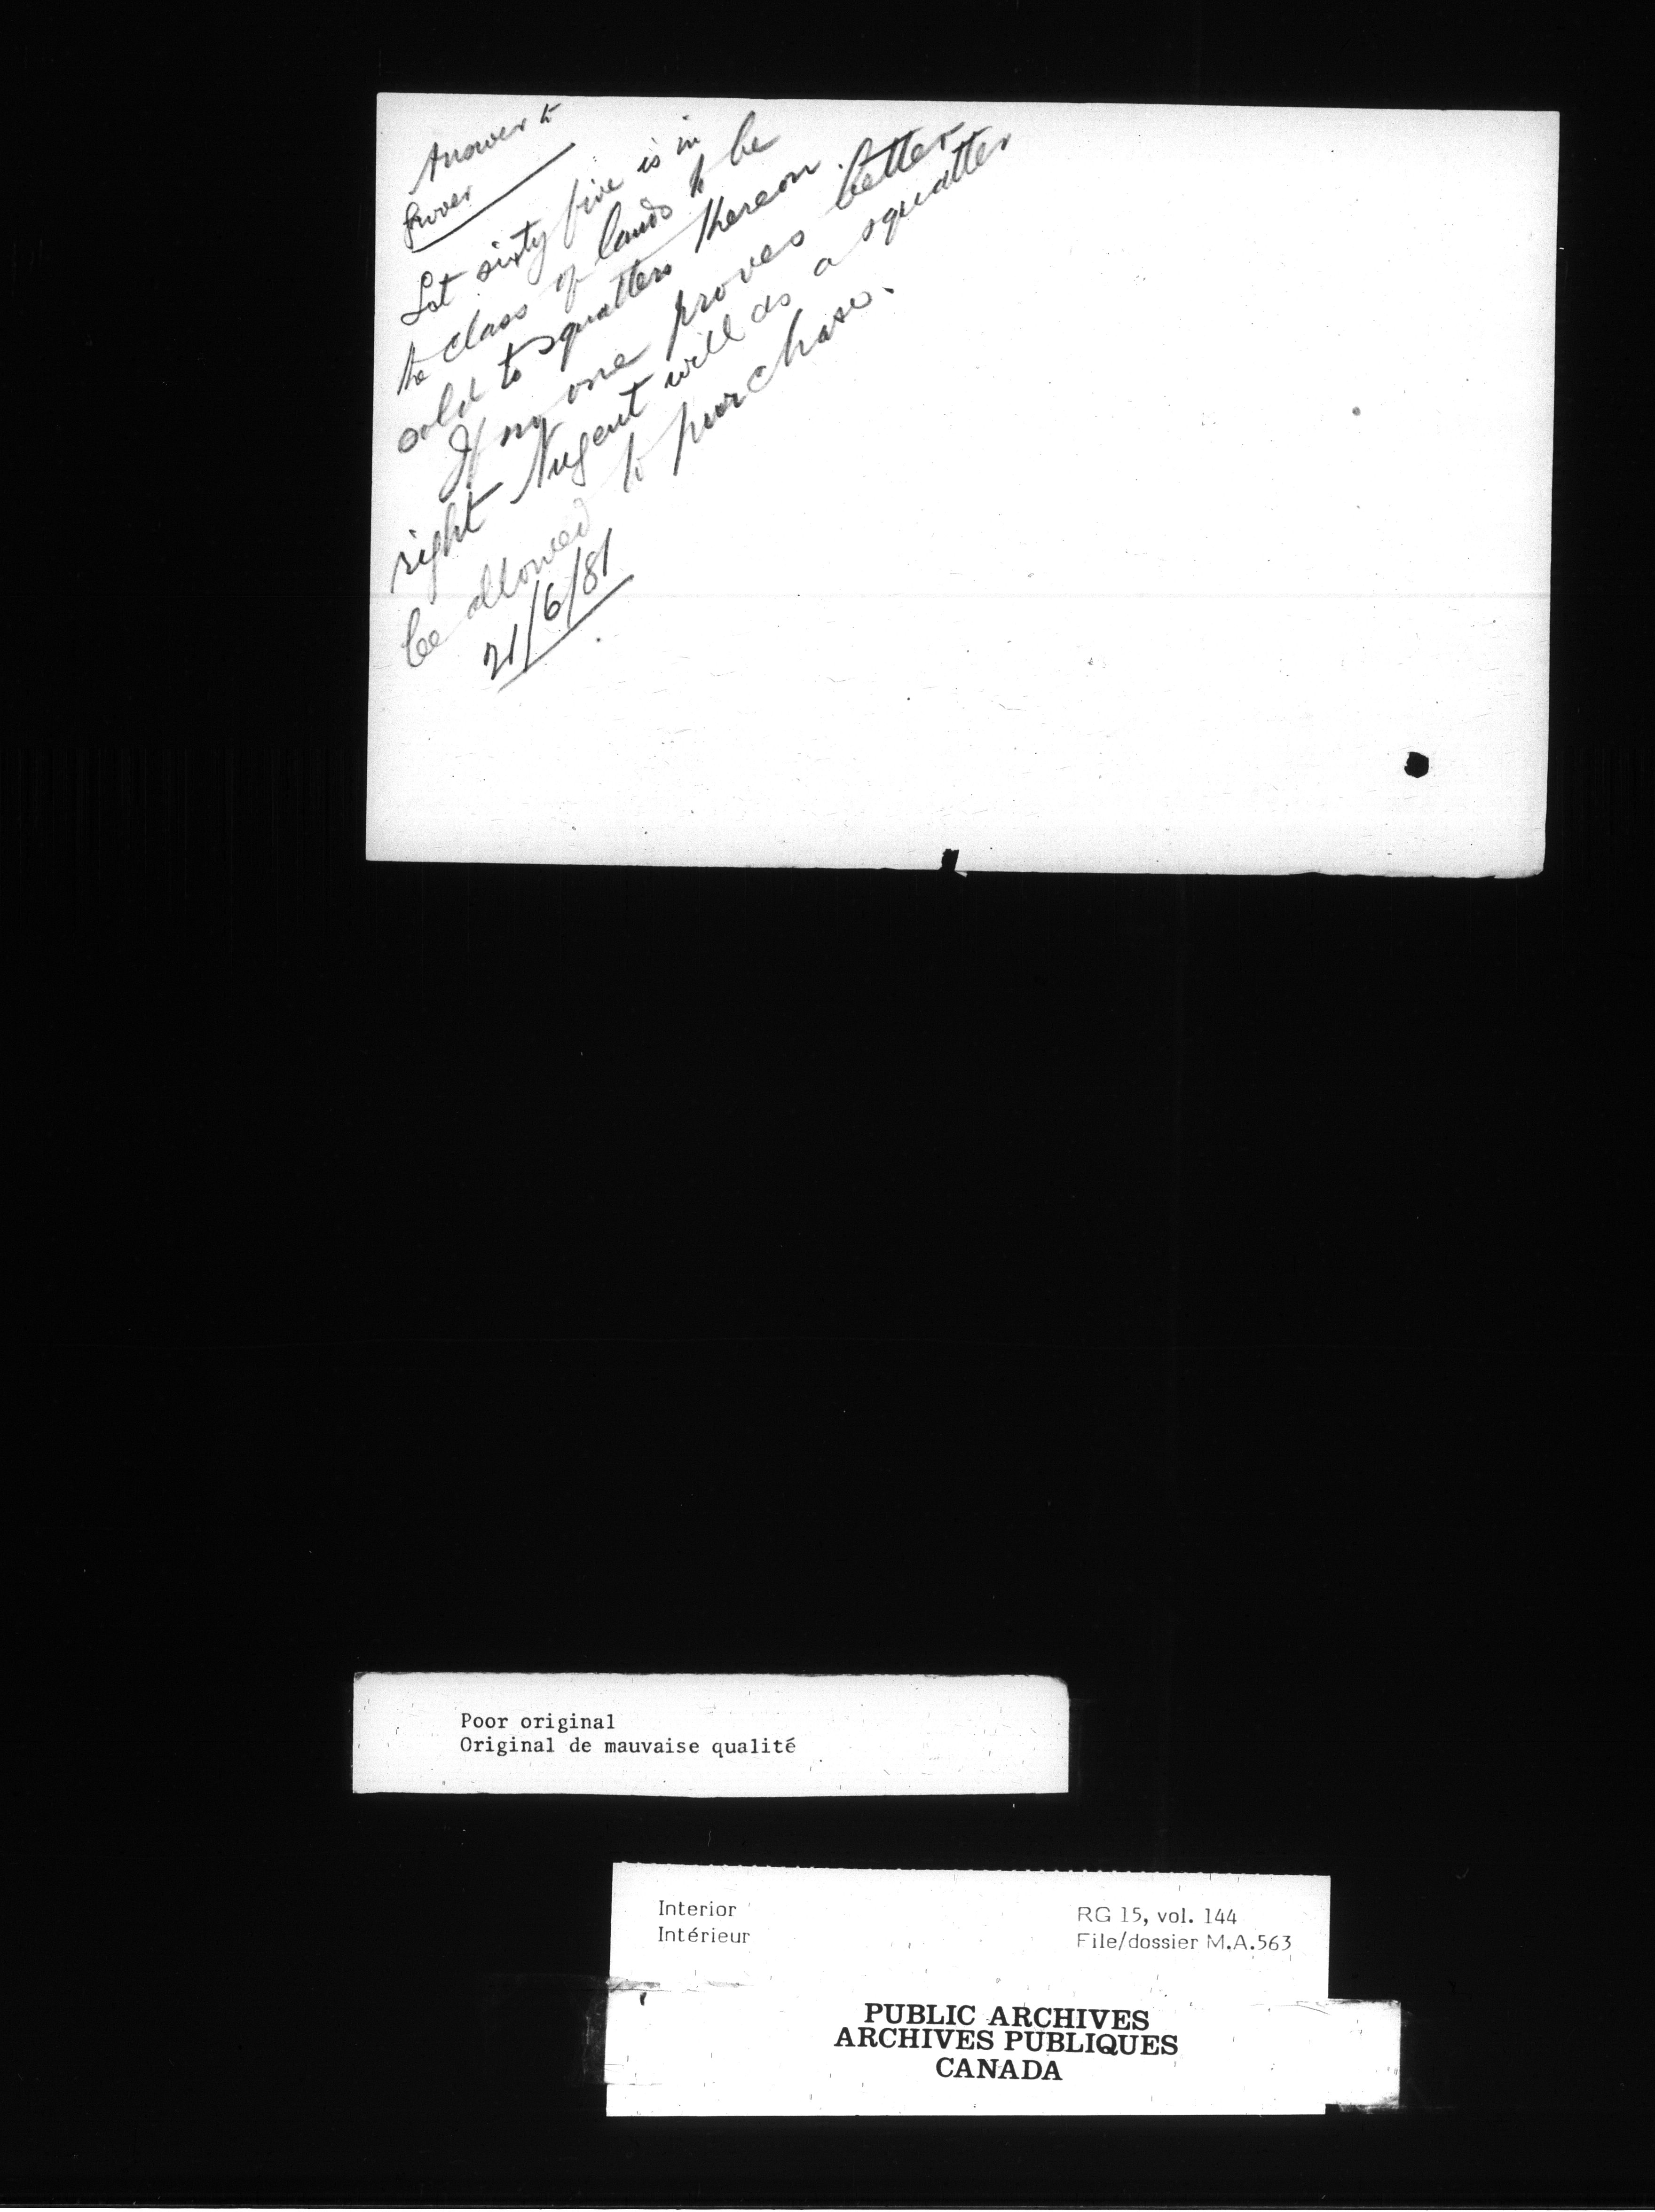 Answer to
Lot sixty five is in
the class of lands to be
sold to squatters thereon.
If no one proves better
right Nugent will as a squatter
be allowed to purchase.
21/6/81
Poor original
Original de mauvaise qualité
Interior
Intérieur
RG 15, vol. 144
File/dossier M.A.563
PUBLIC ARCHIVES
ARCHIVES PUBLIQUES
CANADA